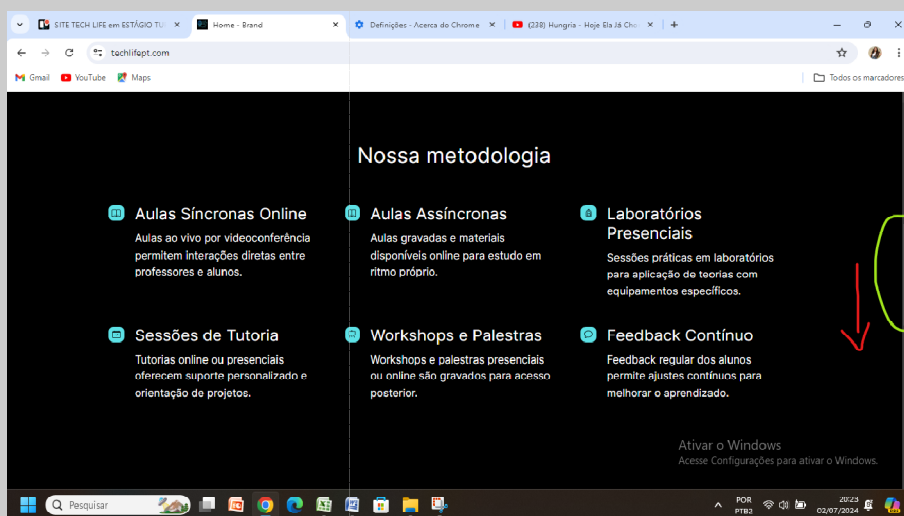 SITE TECH LIFE em ESTÁGIO TU
Home - Brand
Definições - Acerca do Chrome
(238) Hungria - Hoje Ela Já Cho
techlifept.com
Gmail
YouTube
Maps
Todos os marcadores
Nossa metodologia
Aulas Síncronas Online
Aulas ao vivo por videoconferência
permitem interações diretas entre
professores e alunos.
Aulas Assíncronas
Aulas gravadas e materiais
disponíveis online para estudo em
ritmo próprio.
Laboratórios
Presenciais
Sessões práticas em laboratórios
para aplicação de teorias com
equipamentos específicos.
Sessões de Tutoria
Tutorias online ou presenciais
oferecem suporte personalizado e
orientação de projetos.
Workshops e Palestras
Workshops e palestras presenciais
ou online são gravados para acesso
posterior.
Feedback Contínuo
Feedback regular dos alunos
permite ajustes contínuos para
melhorar o aprendizado.
Ativar o Windows
Acesse Configurações para ativar o Windows.
Pesquisar
POR
PTB2
20:23
02/07/2024